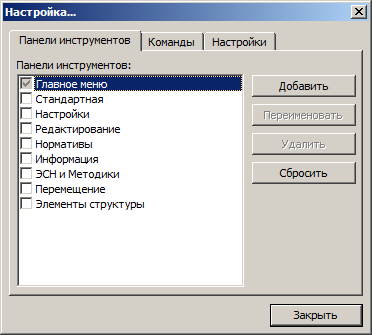 Настройка...
Панели инструментов
Команды
Настройки
Панели инструментов:
Главное меню
Стандартная
Настройки
Редактирование
Нормативы
Информация
ЭСН и Методики
Перемещение
Элементы структуры
Добавить
Переименовать
Удалить
Сбросить
Закрыть